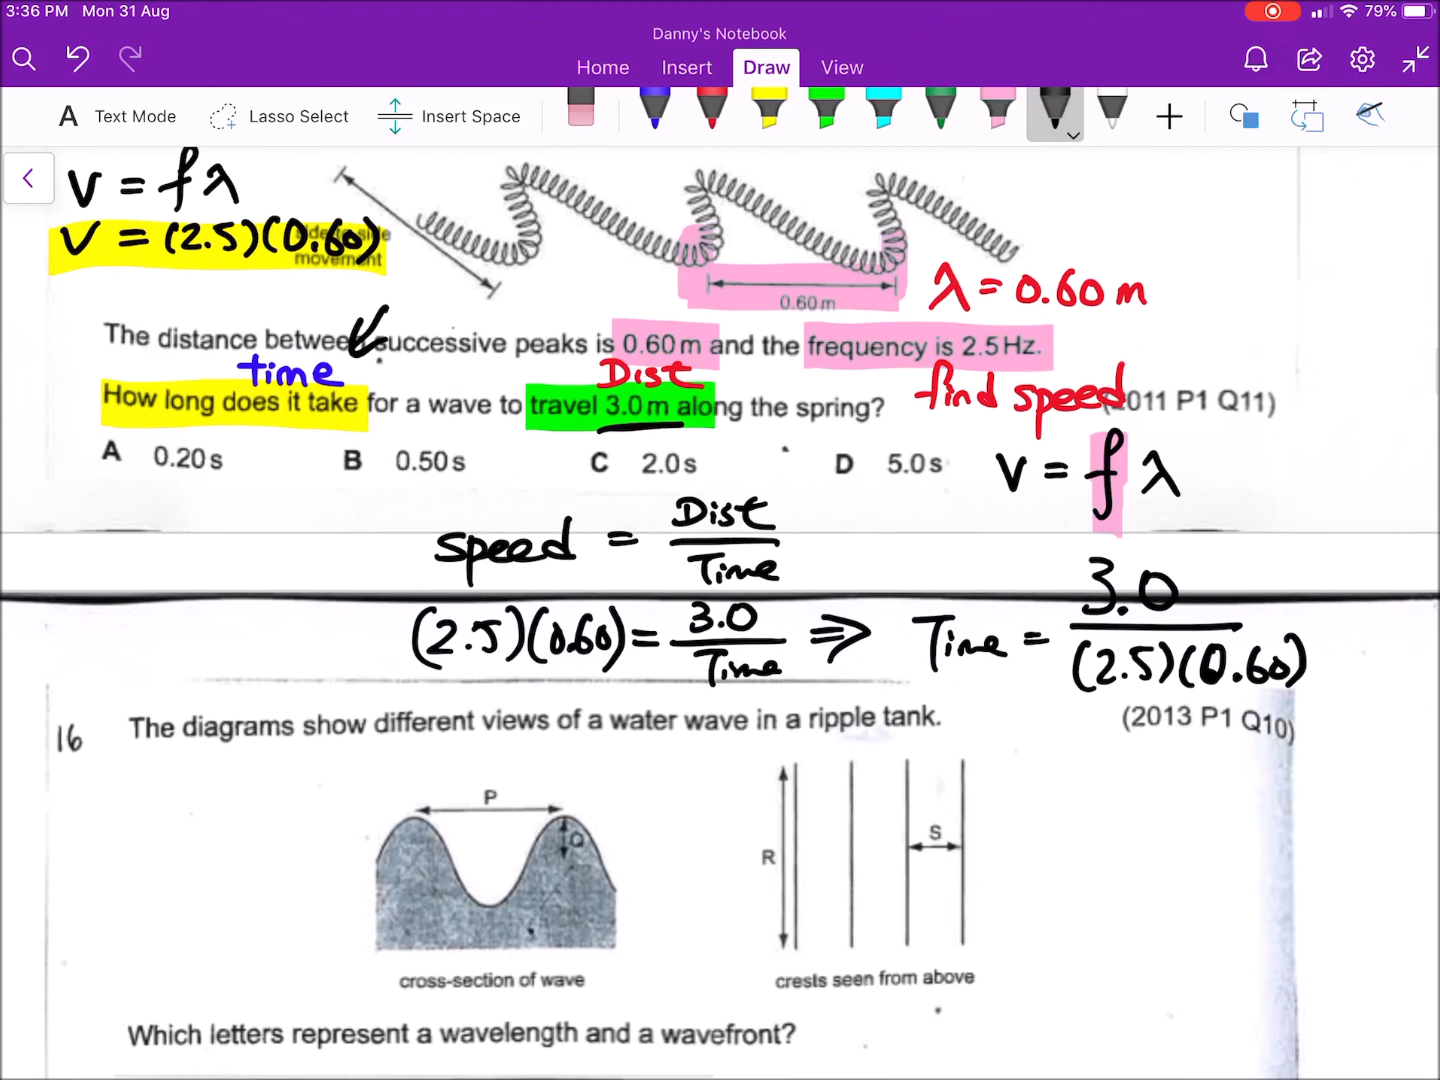 3:36 PM Mon 31 Aug
79%
Danny's Notebook
Home Insert Draw View
A Text Mode Lasso Select Insert Space
V = fλ
V = (2.5)(0.60)
movement
0.60 m
λ = 0.60 m
The distance between successive peaks is 0.60 m and the frequency is 2.5 Hz.
time Dist
find speed
How long does it take for a wave to travel 3.0 m along the spring? 2011 P1 Q11)
A 0.20 s B 0.50 s C 2.0 s D 5.0 s
V = f λ
speed = Dist / Time
(2.5)(0.60) = 3.0 / Time ⇒ Time = 3.0 / (2.5)(0.60)
16 The diagrams show different views of a water wave in a ripple tank. (2013 P1 Q10)
P
Q
R
S
cross-section of wave
crests seen from above
Which letters represent a wavelength and a wavefront?